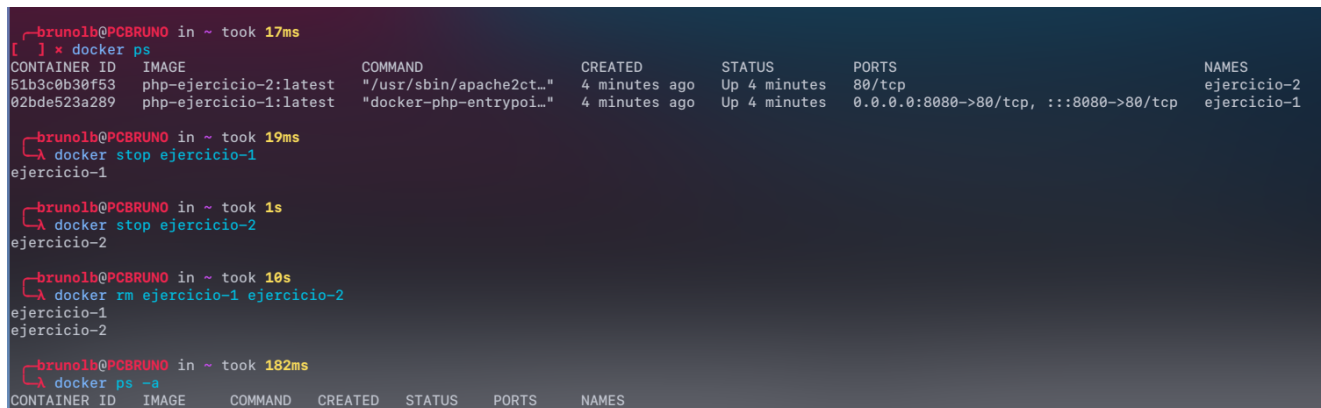 brunolb@PCBRUNO in ~ took 17ms
[ ] × docker ps
CONTAINER ID IMAGE COMMAND CREATED STATUS PORTS NAMES
51b3c0b30f53 php-ejercicio-2:latest "/usr/sbin/apache2ct…" 4 minutes ago Up 4 minutes 80/tcp ejercicio-2
02bde523a289 php-ejercicio-1:latest "docker-php-entrypoi…" 4 minutes ago Up 4 minutes 0.0.0.0:8080->80/tcp, :::8080->80/tcp ejercicio-1
brunolb@PCBRUNO in ~ took 19ms
λ docker stop ejercicio-1
ejercicio-1
brunolb@PCBRUNO in ~ took 1s
λ docker stop ejercicio-2
ejercicio-2
brunolb@PCBRUNO in ~ took 10s
λ docker rm ejercicio-1 ejercicio-2
ejercicio-1
ejercicio-2
brunolb@PCBRUNO in ~ took 182ms
λ docker ps -a
CONTAINER ID IMAGE COMMAND CREATED STATUS PORTS NAMES